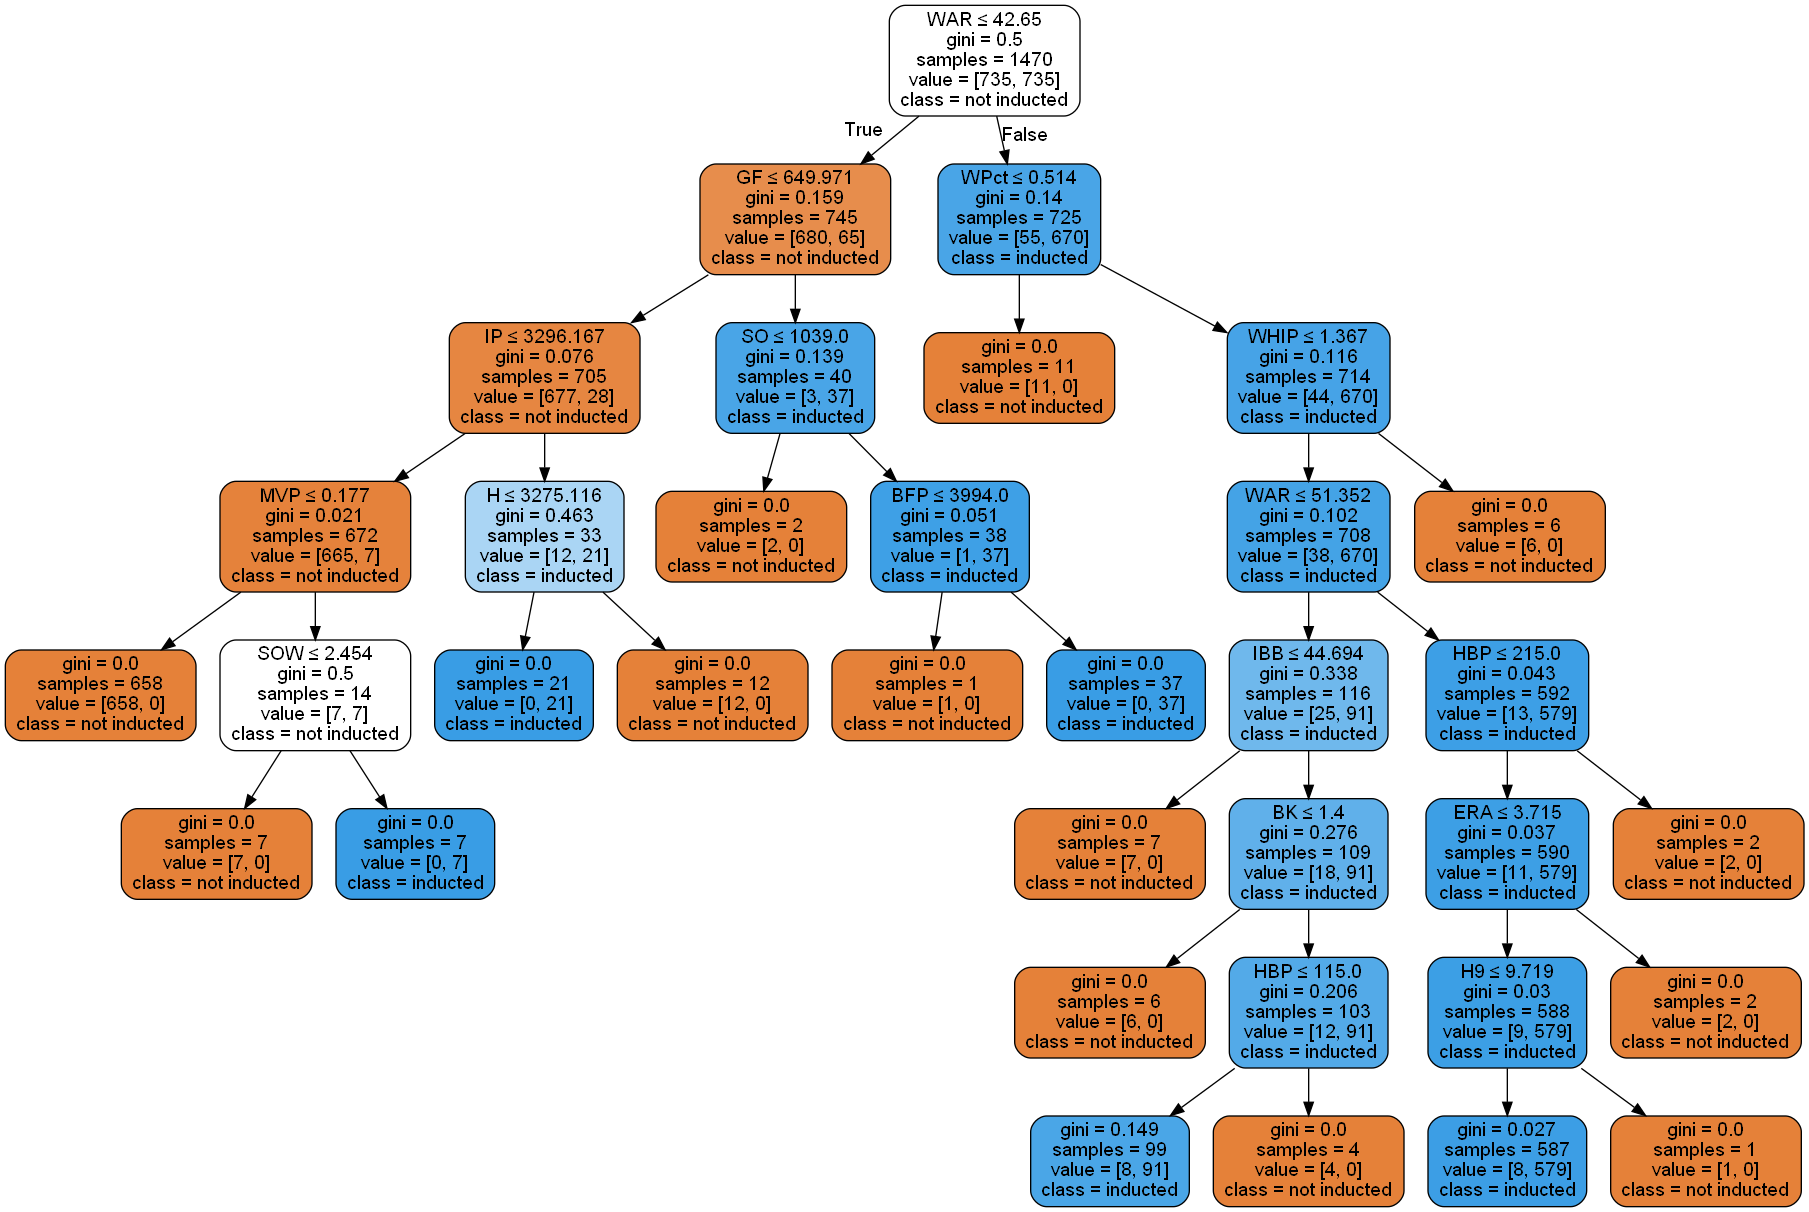 WAR ≤ 42.65
gini = 0.5
samples = 1470
value = [735, 735]
class = not inducted
True
False
GF ≤ 649.971
gini = 0.159
samples = 745
value = [680, 65]
class = not inducted
WPct ≤ 0.514
gini = 0.14
samples = 725
value = [55, 670]
class = inducted
IP ≤ 3296.167
gini = 0.076
samples = 705
value = [677, 28]
class = not inducted
SO ≤ 1039.0
gini = 0.139
samples = 40
value = [3, 37]
class = inducted
gini = 0.0
samples = 11
value = [11, 0]
class = not inducted
WHIP ≤ 1.367
gini = 0.116
samples = 714
value = [44, 670]
class = inducted
MVP ≤ 0.177
gini = 0.021
samples = 672
value = [665, 7]
class = not inducted
H ≤ 3275.116
gini = 0.463
samples = 33
value = [12, 21]
class = inducted
gini = 0.0
samples = 2
value = [2, 0]
class = not inducted
BFP ≤ 3994.0
gini = 0.051
samples = 38
value = [1, 37]
class = inducted
WAR ≤ 51.352
gini = 0.102
samples = 708
value = [38, 670]
class = inducted
gini = 0.0
samples = 6
value = [6, 0]
class = not inducted
gini = 0.0
samples = 658
value = [658, 0]
class = not inducted
SOW ≤ 2.454
gini = 0.5
samples = 14
value = [7, 7]
class = not inducted
gini = 0.0
samples = 21
value = [0, 21]
class = inducted
gini = 0.0
samples = 12
value = [12, 0]
class = not inducted
gini = 0.0
samples = 1
value = [1, 0]
class = not inducted
gini = 0.0
samples = 37
value = [0, 37]
class = inducted
IBB ≤ 44.694
gini = 0.338
samples = 116
value = [25, 91]
class = inducted
HBP ≤ 215.0
gini = 0.043
samples = 592
value = [13, 579]
class = inducted
gini = 0.0
samples = 7
value = [7, 0]
class = not inducted
gini = 0.0
samples = 7
value = [0, 7]
class = inducted
gini = 0.0
samples = 7
value = [7, 0]
class = not inducted
BK ≤ 1.4
gini = 0.276
samples = 109
value = [18, 91]
class = inducted
ERA ≤ 3.715
gini = 0.037
samples = 590
value = [11, 579]
class = inducted
gini = 0.0
samples = 2
value = [2, 0]
class = not inducted
gini = 0.0
samples = 6
value = [6, 0]
class = not inducted
HBP ≤ 115.0
gini = 0.206
samples = 103
value = [12, 91]
class = inducted
H9 ≤ 9.719
gini = 0.03
samples = 588
value = [9, 579]
class = inducted
gini = 0.0
samples = 2
value = [2, 0]
class = not inducted
gini = 0.149
samples = 99
value = [8, 91]
class = inducted
gini = 0.0
samples = 4
value = [4, 0]
class = not inducted
gini = 0.027
samples = 587
value = [8, 579]
class = inducted
gini = 0.0
samples = 1
value = [1, 0]
class = not inducted